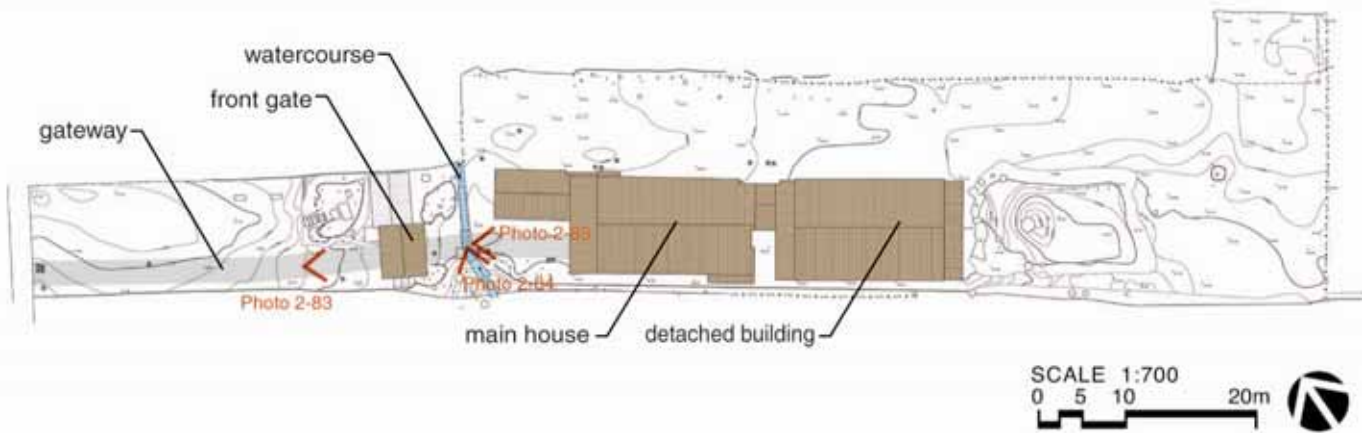 watercourse
front gate
gateway
Photo 2-83
Photo 2-84
Photo 2-83
main house
detached building
SCALE 1:700
0 5 10 20m